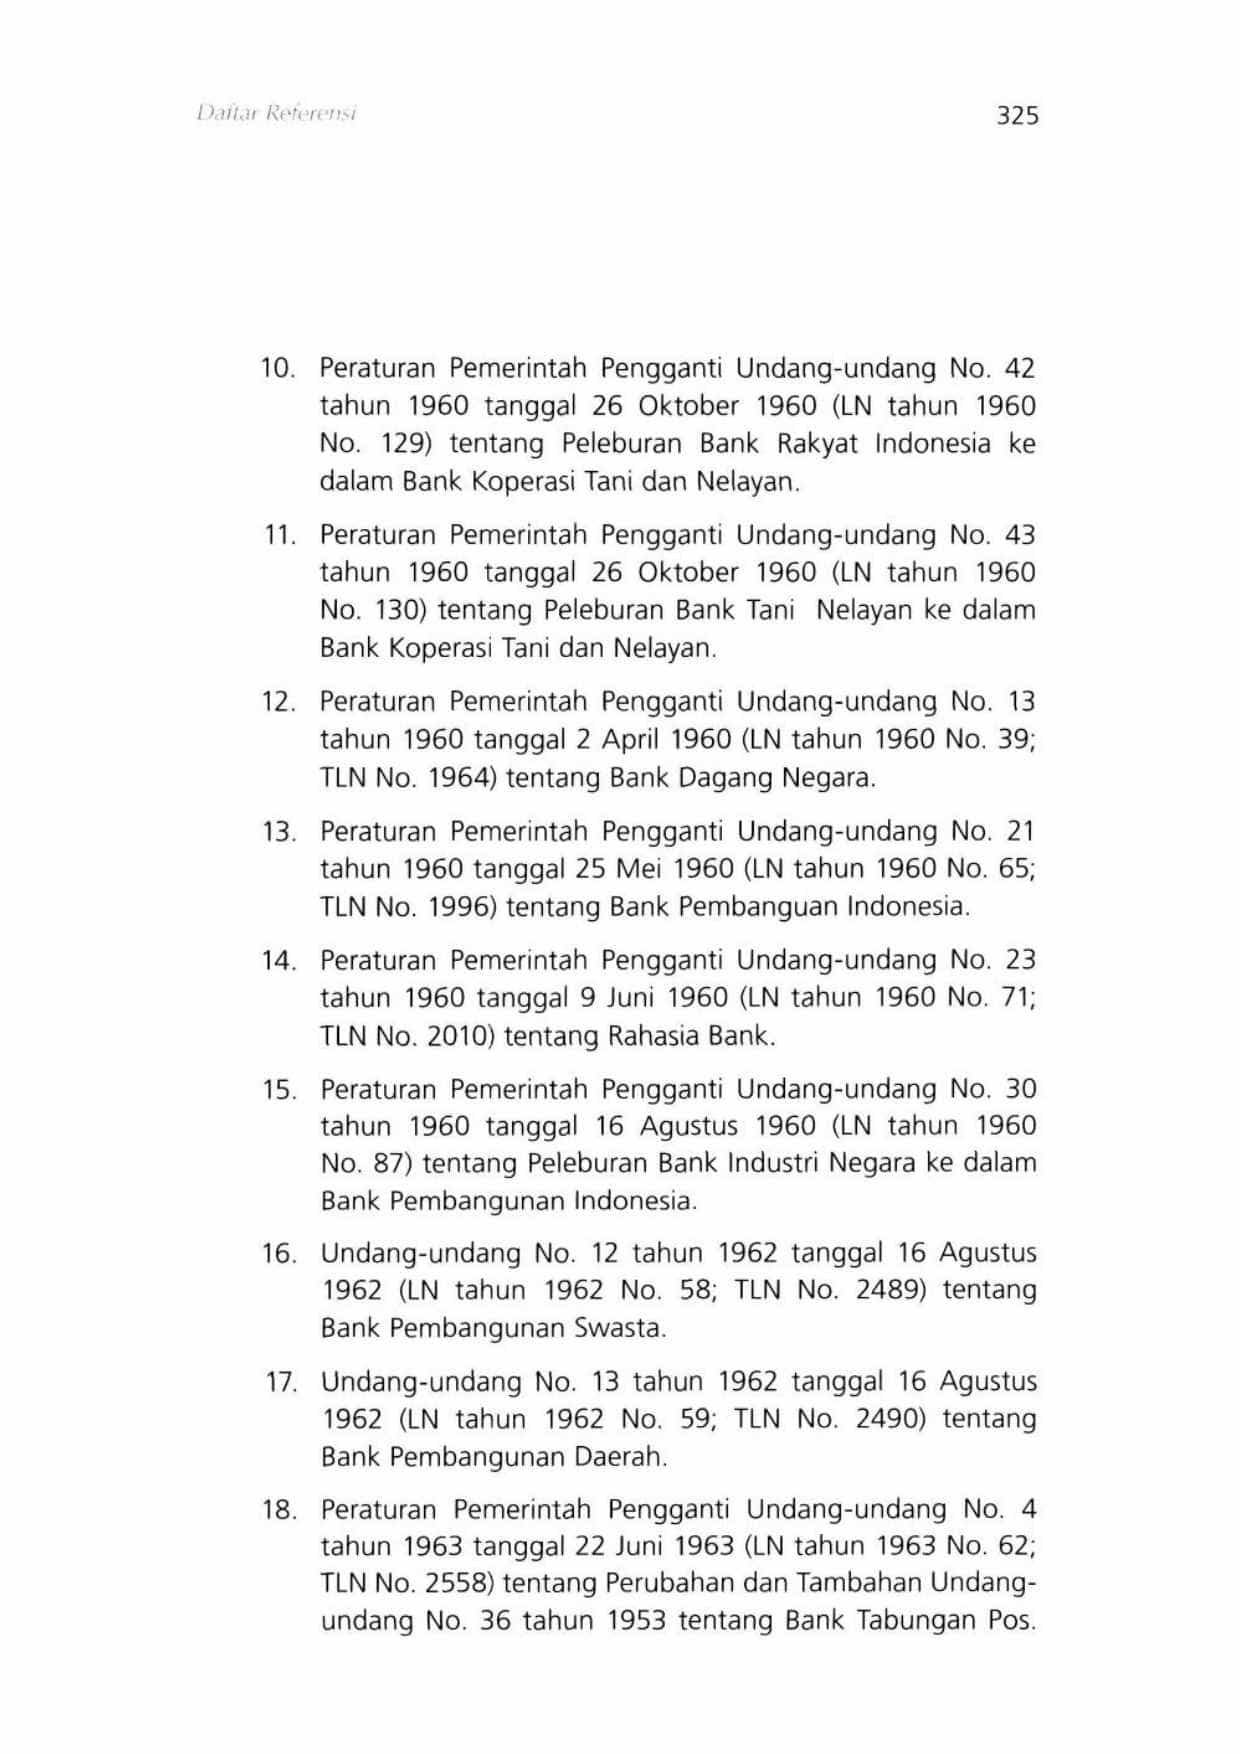 Daftar Referensi 325
10. Peraturan Pemerintah Pengganti Undang-undang No. 42
tahun 1960 tanggal 26 Oktober 1960 (LN tahun 1960
No. 129) tentang Peleburan Bank Rakyat Indonesia ke
dalam Bank Koperasi Tani dan Nelayan.
11. Peraturan Pemerintah Pengganti Undang-undang No. 43
tahun 1960 tanggal 26 Oktober 1960 (LN tahun 1960
No. 130) tentang Peleburan Bank Tani Nelayan ke dalam
Bank Koperasi Tani dan Nelayan.
12. Peraturan Pemerintah Pengganti Undang-undang No. 13
tahun 1960 tanggal 2 April 1960 (LN tahun 1960 No. 39;
TLN No. 1964) tentang Bank Dagang Negara.
13. Peraturan Pemerintah Pengganti Undang-undang No. 21
tahun 1960 tanggal 25 Mei 1960 (LN tahun 1960 No. 65;
TLN No. 1996) tentang Bank Pembanguan Indonesia.
14. Peraturan Pemerintah Pengganti Undang-undang No. 23
tahun 1960 tanggal 9 Juni 1960 (LN tahun 1960 No. 71;
TLN No. 2010) tentang Rahasia Bank.
15. Peraturan Pemerintah Pengganti Undang-undang No. 30
tahun 1960 tanggal 16 Agustus 1960 (LN tahun 1960
No. 87) tentang Peleburan Bank Industri Negara ke dalam
Bank Pembangunan Indonesia.
16. Undang-undang No. 12 tahun 1962 tanggal 16 Agustus
1962 (LN tahun 1962 No. 58; TLN No. 2489) tentang
Bank Pembangunan Swasta.
17. Undang-undang No. 13 tahun 1962 tanggal 16 Agustus
1962 (LN tahun 1962 No. 59; TLN No. 2490) tentang
Bank Pembangunan Daerah.
18. Peraturan Pemerintah Pengganti Undang-undang No. 4
tahun 1963 tanggal 22 Juni 1963 (LN tahun 1963 No. 62;
TLN No. 2558) tentang Perubahan dan Tambahan Undang-
undang No. 36 tahun 1953 tentang Bank Tabungan Pos.